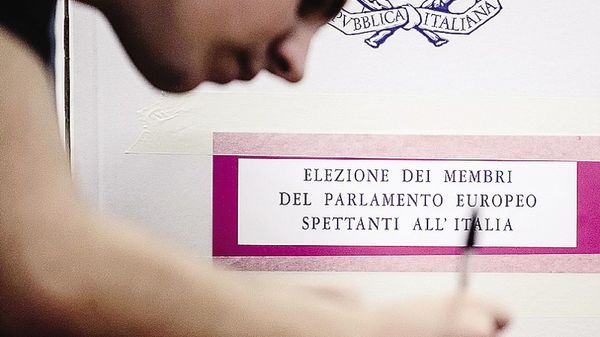 PVBBLICA ITALIANA
ELEZIONE DEI MEMBRI
DEL PARLAMENTO EUROPEO
SPETTANTI ALL'ITALIA